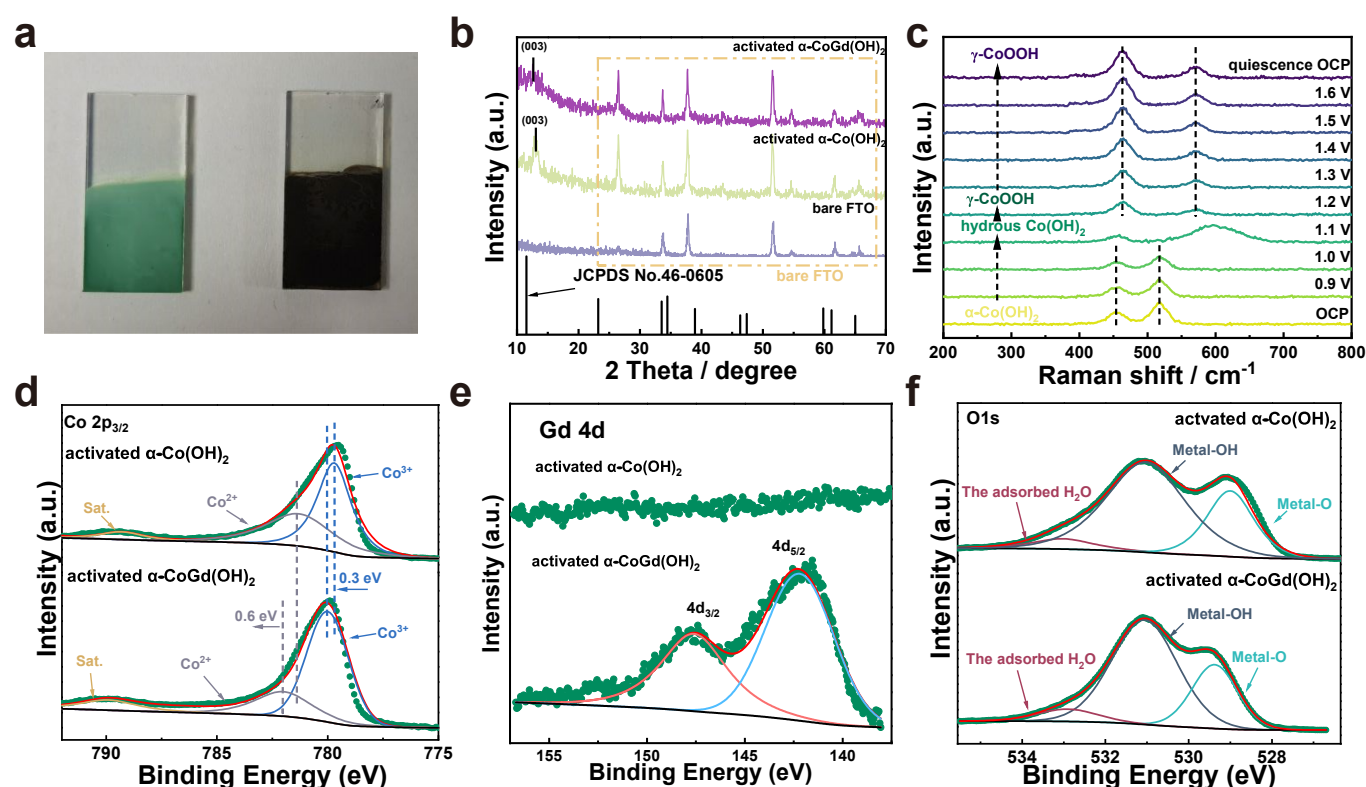 a
b
Intensity (a.u.)
(003)
activated α-CoGd(OH)2
(003)
activated α-Co(OH)2
bare FTO
bare FTO
JCPDS No.46-0605
10 20 30 40 50 60 70
2 Theta / degree
c
Intensity (a.u.)
γ-CoOOH
quiescence OCP
1.6 V
1.5 V
1.4 V
1.3 V
γ-CoOOH
1.2 V
hydrous Co(OH)2
1.1 V
1.0 V
0.9 V
α-Co(OH)2
OCP
200 300 400 500 600 700 800
Raman shift / cm-1
d
Intensity (a.u.)
Co 2p3/2
activated α-Co(OH)2
Co3+
Co2+
Sat.
activated α-CoGd(OH)2
0.3 eV
0.6 eV
Co3+
Co2+
Sat.
790 785 780 775
Binding Energy (eV)
e
Intensity (a.u.)
Gd 4d
activated α-Co(OH)2
activated α-CoGd(OH)2
4d5/2
4d3/2
155 150 145 140
Binding Energy (eV)
f
Intensity (a.u.)
O1s
actvated α-Co(OH)2
Metal-OH
The adsorbed H2O
Metal-O
activated α-CoGd(OH)2
Metal-OH
The adsorbed H2O
Metal-O
534 532 530 528
Binding Energy (eV)